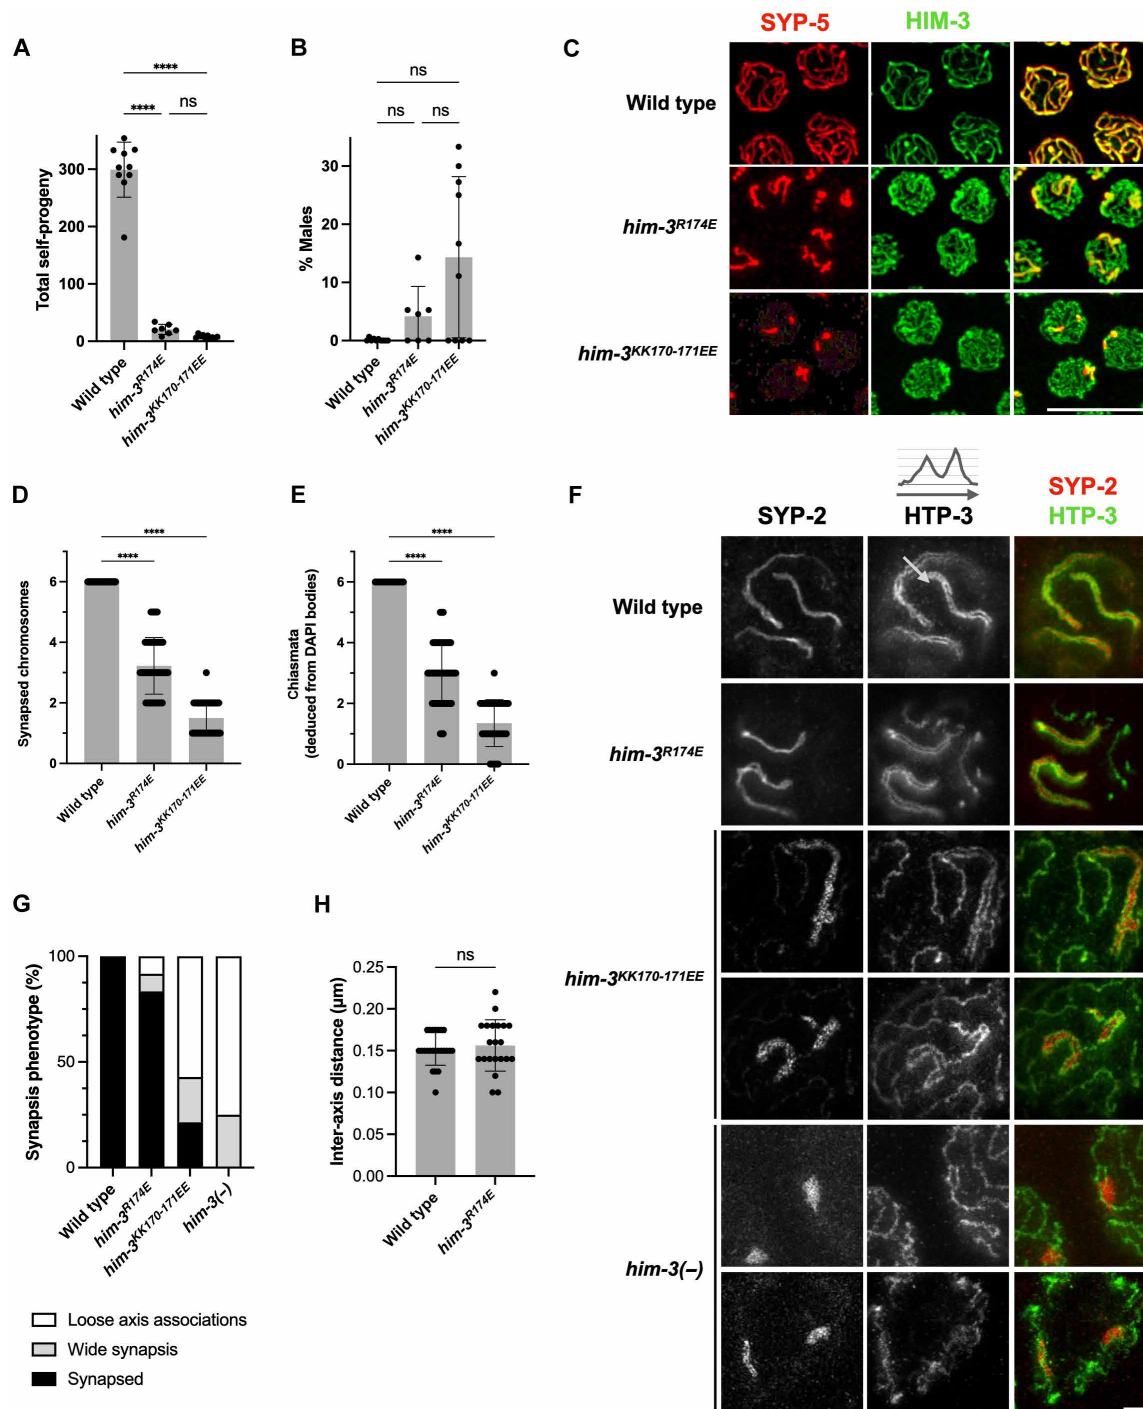 A
****
****
ns
Total self-progeny
300
200
100
0
Wild type
him-3R174E
him-3KK170-171EE
B
ns
ns
ns
% Males
30
20
10
0
Wild type
him-3R174E
him-3KK170-171EE
C
SYP-5
HIM-3
Wild type
him-3R174E
him-3KK170-171EE
D
****
****
Synapsed chromosomes
6
4
2
0
Wild type
him-3R174E
him-3KK170-171EE
E
****
****
Chiasmata
(deduced from DAPI bodies)
6
4
2
0
Wild type
him-3R174E
him-3KK170-171EE
F
SYP-2
HTP-3
SYP-2
HTP-3
Wild type
him-3R174E
him-3KK170-171EE
him-3(–)
G
Synapsis phenotype (%)
100
50
0
Wild type
him-3R174E
him-3KK170-171EE
him-3(–)
Loose axis associations
Wide synapsis
Synapsed
H
ns
Inter-axis distance (μm)
0.25
0.20
0.15
0.10
0.05
0.00
Wild type
him-3R174E